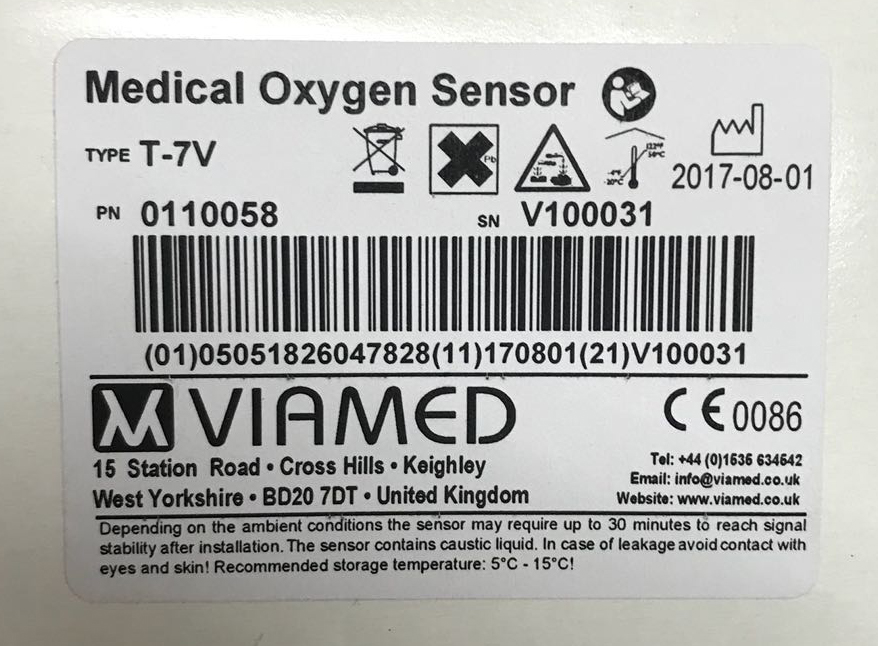 Medical Oxygen Sensor
TYPE T-7V
Pb
2017-08-01
PN 0110058 SN V100031
(01)05051826047828(11)170801(21)V100031
VIAMED
CE 0086
15 Station Road • Cross Hills • Keighley
West Yorkshire • BD20 7DT • United Kingdom
Tel: +44 (0)1535 634542
Email: info@viamed.co.uk
Website: www.viamed.co.uk
Depending on the ambient conditions the sensor may require up to 30 minutes to reach signal
stability after installation. The sensor contains caustic liquid. In case of leakage avoid contact with
eyes and skin! Recommended storage temperature: 5°C - 15°C!